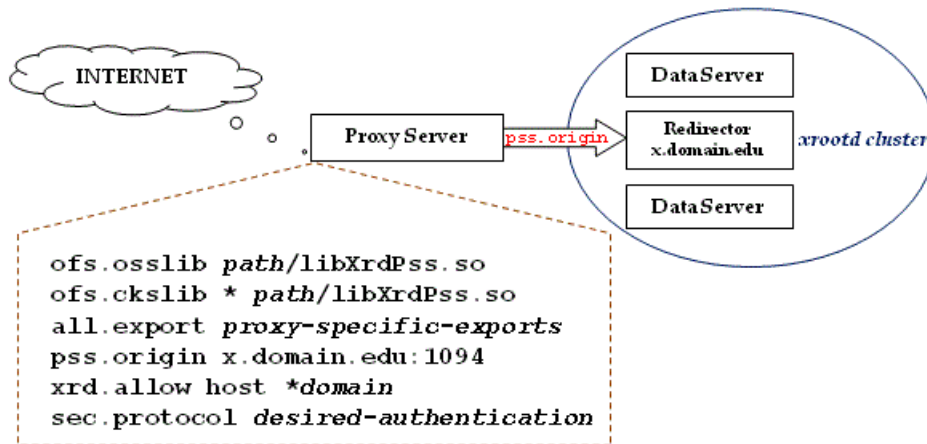 INTERNET
DataServer
Proxy Server
pss.origin
Redirector
x.domain.edu
xrootd cluster
DataServer
ofs.osslib path/libXrdPss.so
ofs.ckslib * path/libXrdPss.so
all.export proxy-specific-exports
pss.origin x.domain.edu:1094
xrd.allow host *domain
sec.protocol desired-authentication